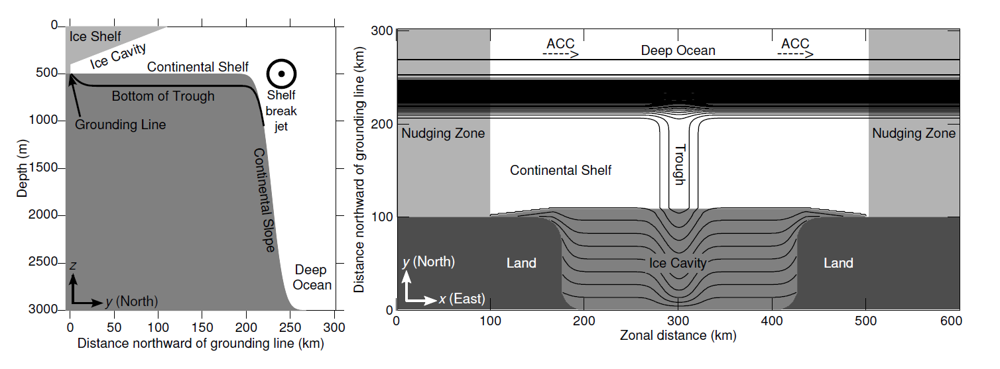 0
500
1000
1500
2000
2500
3000
Depth (m)
Ice Shelf
Ice Cavity
Continental Shelf
Bottom of Trough
Shelf
break
jet
Grounding Line
Continental Slope
Deep
Ocean
z
y (North)
0 50 100 150 200 250 300
Distance northward of grounding line (km)
300
200
100
0
Distance northward of grounding line (km)
ACC
---->
Deep Ocean
ACC
---->
Nudging Zone
Nudging Zone
Trough
Continental Shelf
Land
Ice Cavity
Land
y (North)
x (East)
0 100 200 300 400 500 600
Zonal distance (km)